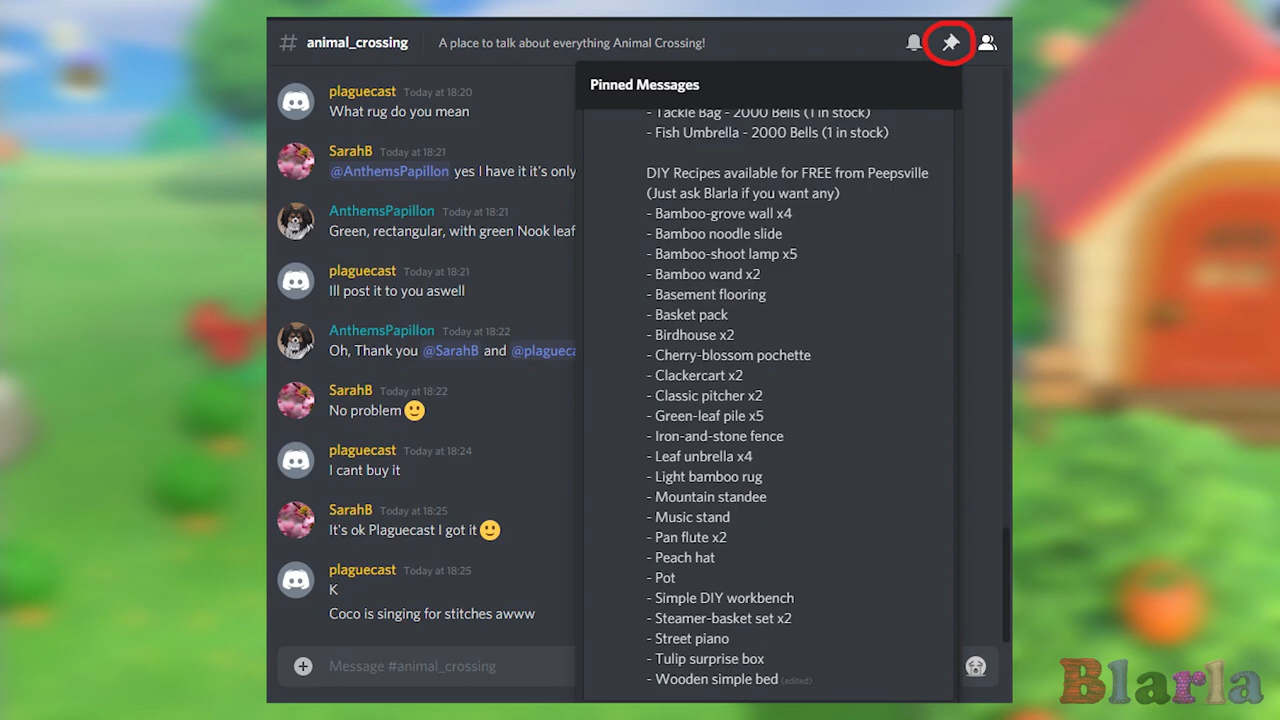 # animal_crossing
A place to talk about everything Animal Crossing!
plaguecast Today at 18:20
What rug do you mean
SarahB Today at 18:21
@AnthemsPapillon yes I have it it's only
AnthemsPapillon Today at 18:21
Green, rectangular, with green Nook leaf
plaguecast Today at 18:21
Ill post it to you aswell
AnthemsPapillon Today at 18:22
Oh, Thank you @SarahB and @plagueca
SarahB Today at 18:22
No problem 🙂
plaguecast Today at 18:24
I cant buy it
SarahB Today at 18:25
It's ok Plaguecast I got it 🙂
plaguecast Today at 18:25
K
Coco is singing for stitches awww
Message #animal_crossing
Pinned Messages
- Tackle Bag - 2000 Bells (1 in stock)
- Fish Umbrella - 2000 Bells (1 in stock)
DIY Recipes available for FREE from Peepsville
(Just ask Blarla if you want any)
- Bamboo-grove wall x4
- Bamboo noodle slide
- Bamboo-shoot lamp x5
- Bamboo wand x2
- Basement flooring
- Basket pack
- Birdhouse x2
- Cherry-blossom pochette
- Clackercart x2
- Classic pitcher x2
- Green-leaf pile x5
- Iron-and-stone fence
- Leaf unbrella x4
- Light bamboo rug
- Mountain standee
- Music stand
- Pan flute x2
- Peach hat
- Pot
- Simple DIY workbench
- Steamer-basket set x2
- Street piano
- Tulip surprise box
- Wooden simple bed (edited)
Blarla